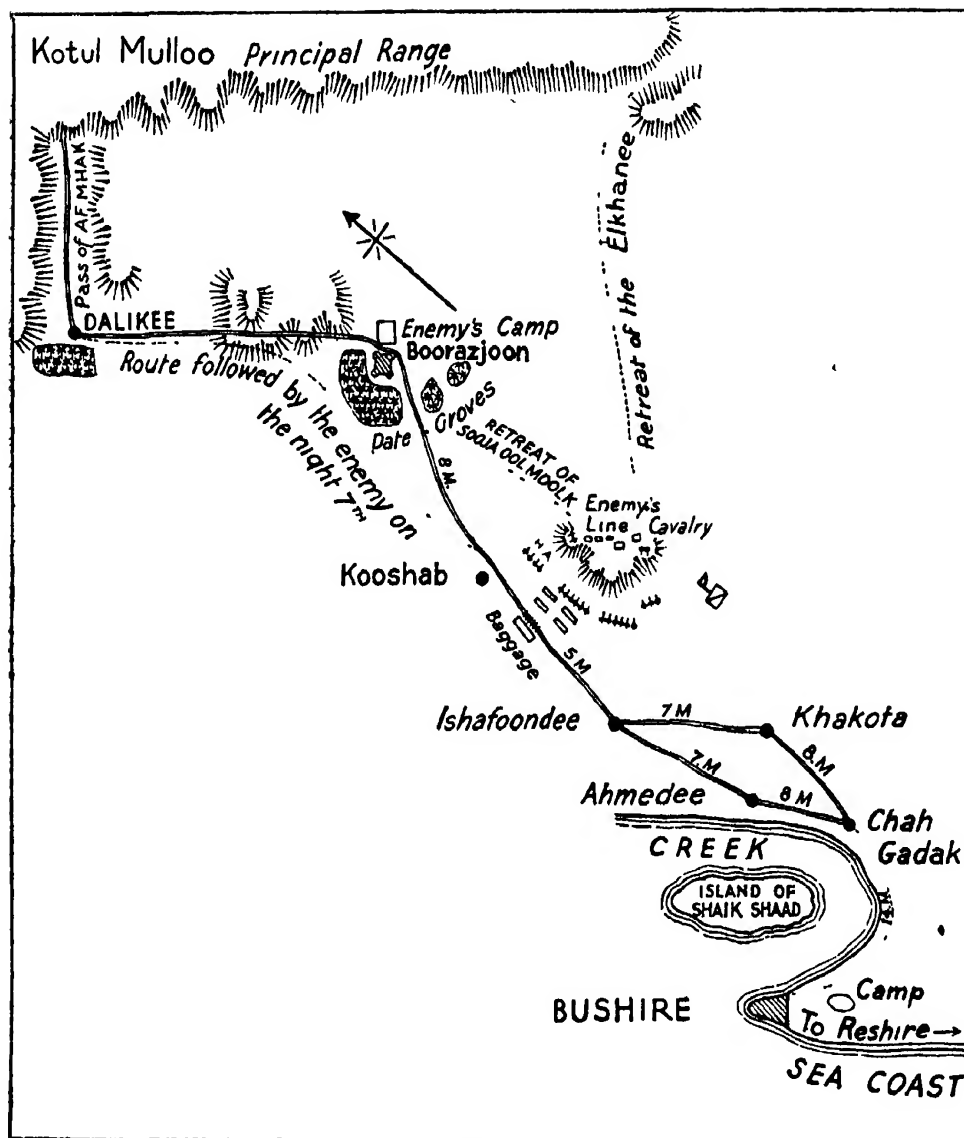 Kotul Mulloo Principal Range
Pass of AF MHAK
Retreat of the Elkhanee
DALIKEE
Enemy's Camp
Boorazjoon
Route followed by the enemy on
the night 7TH
Date Groves
RETREAT OF
SOOJA OOL MOOLK
8 M.
Enemy's
Line Cavalry
H A
Kooshab
Baggage
5 M
Ishafoondee
7 M
Khakota
7. M
8. M
Ahmedee
8 M
Chah
Gadak
CREEK
ISLAND OF
SHAIK SHAAD
14 M.
BUSHIRE
Camp
To Reshire
SEA COAST